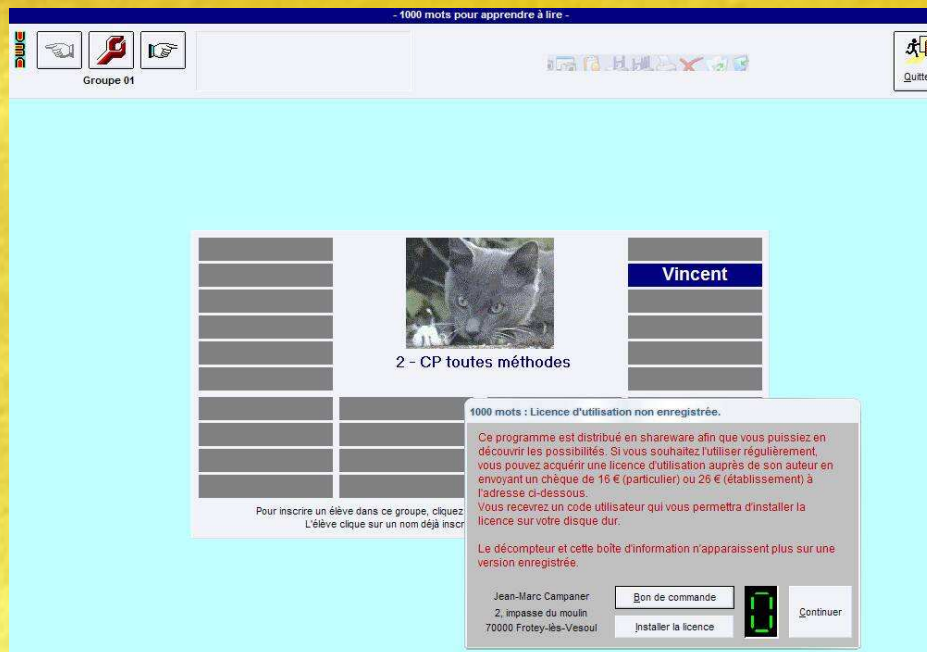 - 1000 mots pour apprendre à lire -
DMC
Groupe 01
Quitte
Vincent
2 - CP toutes méthodes
Pour inscrire un élève dans ce groupe, cliquez
L'élève clique sur un nom déjà inscr
1000 mots : Licence d'utilisation non enregistrée.
Ce programme est distribué en shareware afin que vous puissiez en
découvrir les possibilités. Si vous souhaitez l'utiliser régulièrement,
vous pouvez acquérir une licence d'utilisation auprès de son auteur en
envoyant un chèque de 16 € (particulier) ou 26 € (établissement) à
l'adresse ci-dessous.
Vous recevrez un code utilisateur qui vous permettra d'installer la
licence sur votre disque dur.
Le décompteur et cette boîte d'information n'apparaissent plus sur une
version enregistrée.
Jean-Marc Campaner
2, impasse du moulin
70000 Frotey-lès-Vesoul
Bon de commande
Installer la licence
0
Continuer